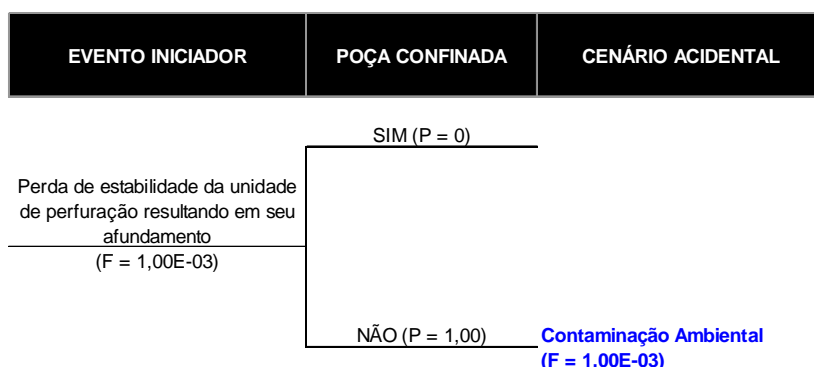 EVENTO INICIADOR
POÇA CONFINADA
CENÁRIO ACIDENTAL
SIM (P = 0)
Perda de estabilidade da unidade
de perfuração resultando em seu
afundamento
(F = 1,00E-03)
NÃO (P = 1,00)
Contaminação Ambiental
(F = 1,00E-03)